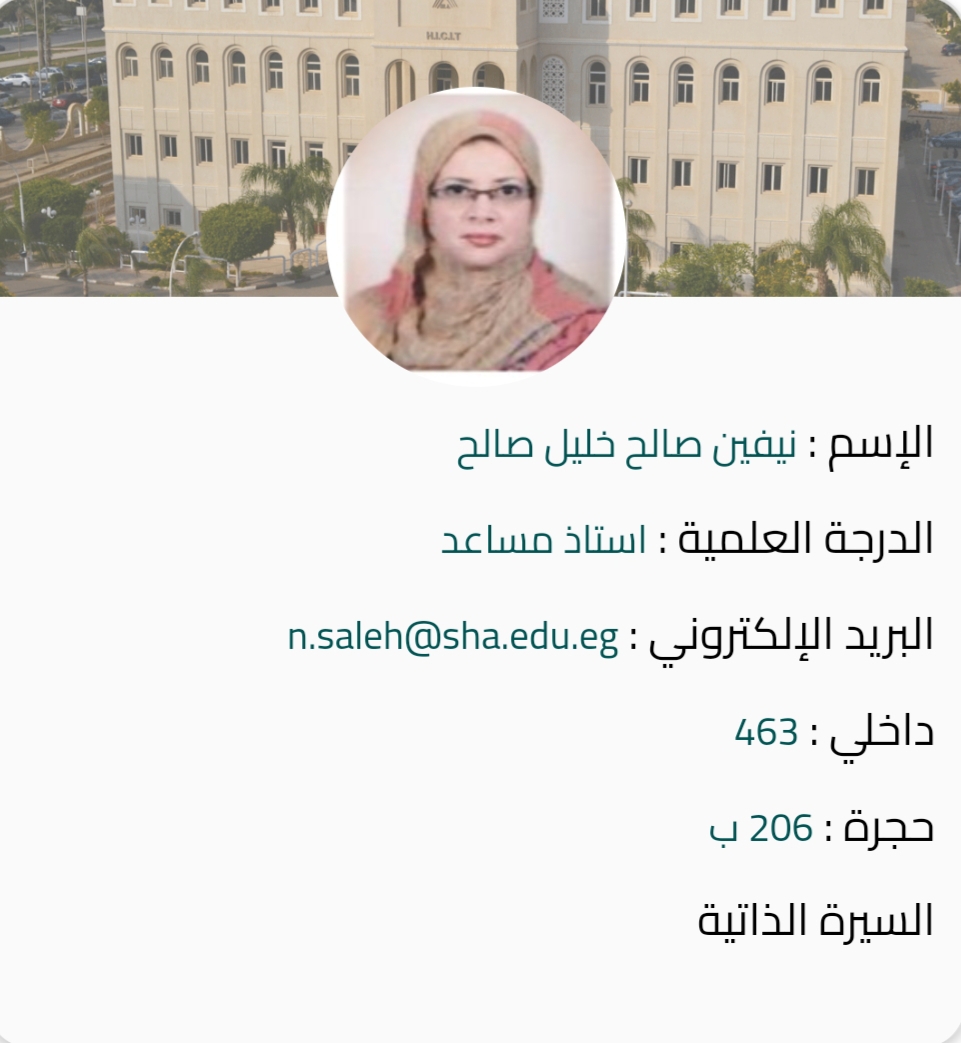 H.I.C.I.T
الإسم : نيفين صالح خليل صالح
الدرجة العلمية : استاذ مساعد
البريد الإلكتروني : n.saleh@sha.edu.eg
داخلي : 463
حجرة : 206 ب
السيرة الذاتية